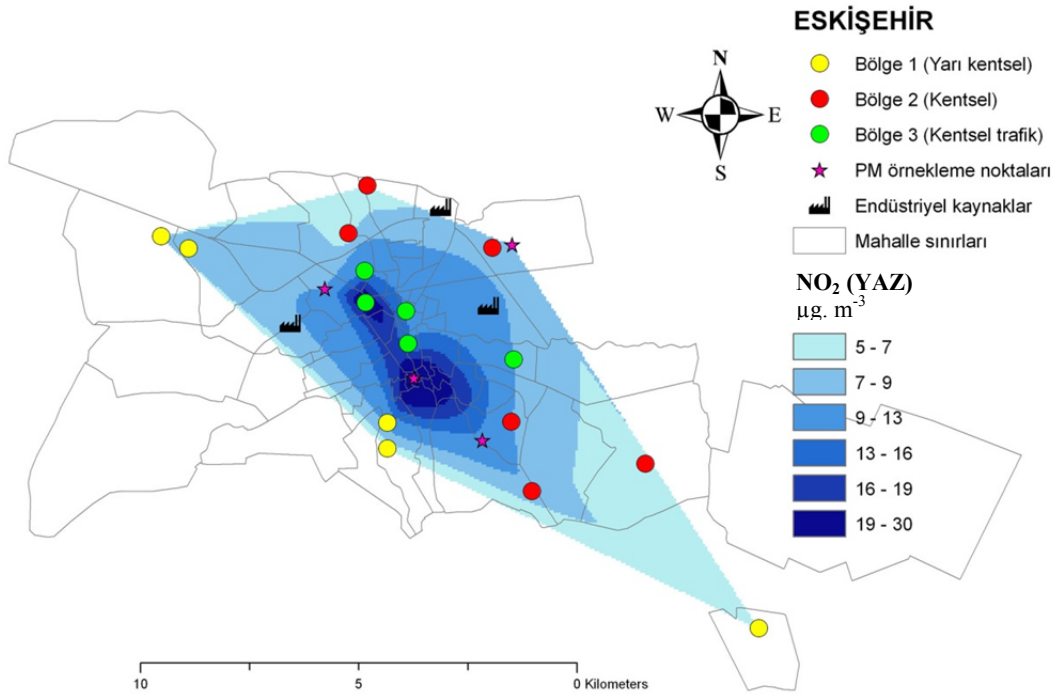 ESKİŞEHİR
Bölge 1 (Yarı kentsel)
Bölge 2 (Kentsel)
Bölge 3 (Kentsel trafik)
PM örnekleme noktaları
Endüstriyel kaynaklar
Mahalle sınırları
N
W E
S
NO₂ (YAZ)
µg. m⁻³
5 - 7
7 - 9
9 - 13
13 - 16
16 - 19
19 - 30
10 5 0 Kilometers